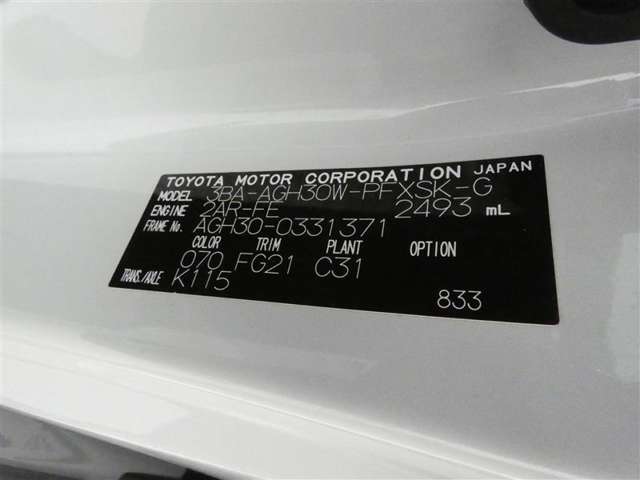 TOYOTA MOTOR CORPORATION JAPAN
MODEL 3BA-AGH30W-PFXSK-G
ENGINE 2AR-FE 2493 mL
FRAME No. AGH30-0331371
COLOR TRIM PLANT OPTION
070 FG21 C31
TRANS./AXLE K115
833